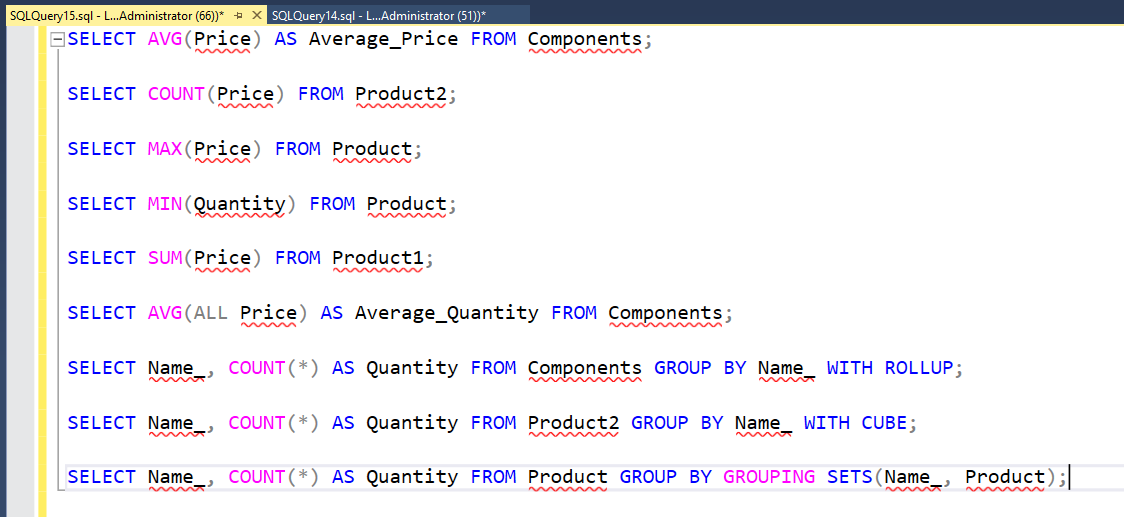 SQLQuery15.sql - L...Administrator (66))* SQLQuery14.sql - L...Administrator (51))*
SELECT AVG(Price) AS Average_Price FROM Components;
SELECT COUNT(Price) FROM Product2;
SELECT MAX(Price) FROM Product;
SELECT MIN(Quantity) FROM Product;
SELECT SUM(Price) FROM Product1;
SELECT AVG(ALL Price) AS Average_Quantity FROM Components;
SELECT Name_, COUNT(*) AS Quantity FROM Components GROUP BY Name_ WITH ROLLUP;
SELECT Name_, COUNT(*) AS Quantity FROM Product2 GROUP BY Name_ WITH CUBE;
SELECT Name_, COUNT(*) AS Quantity FROM Product GROUP BY GROUPING SETS(Name_, Product);